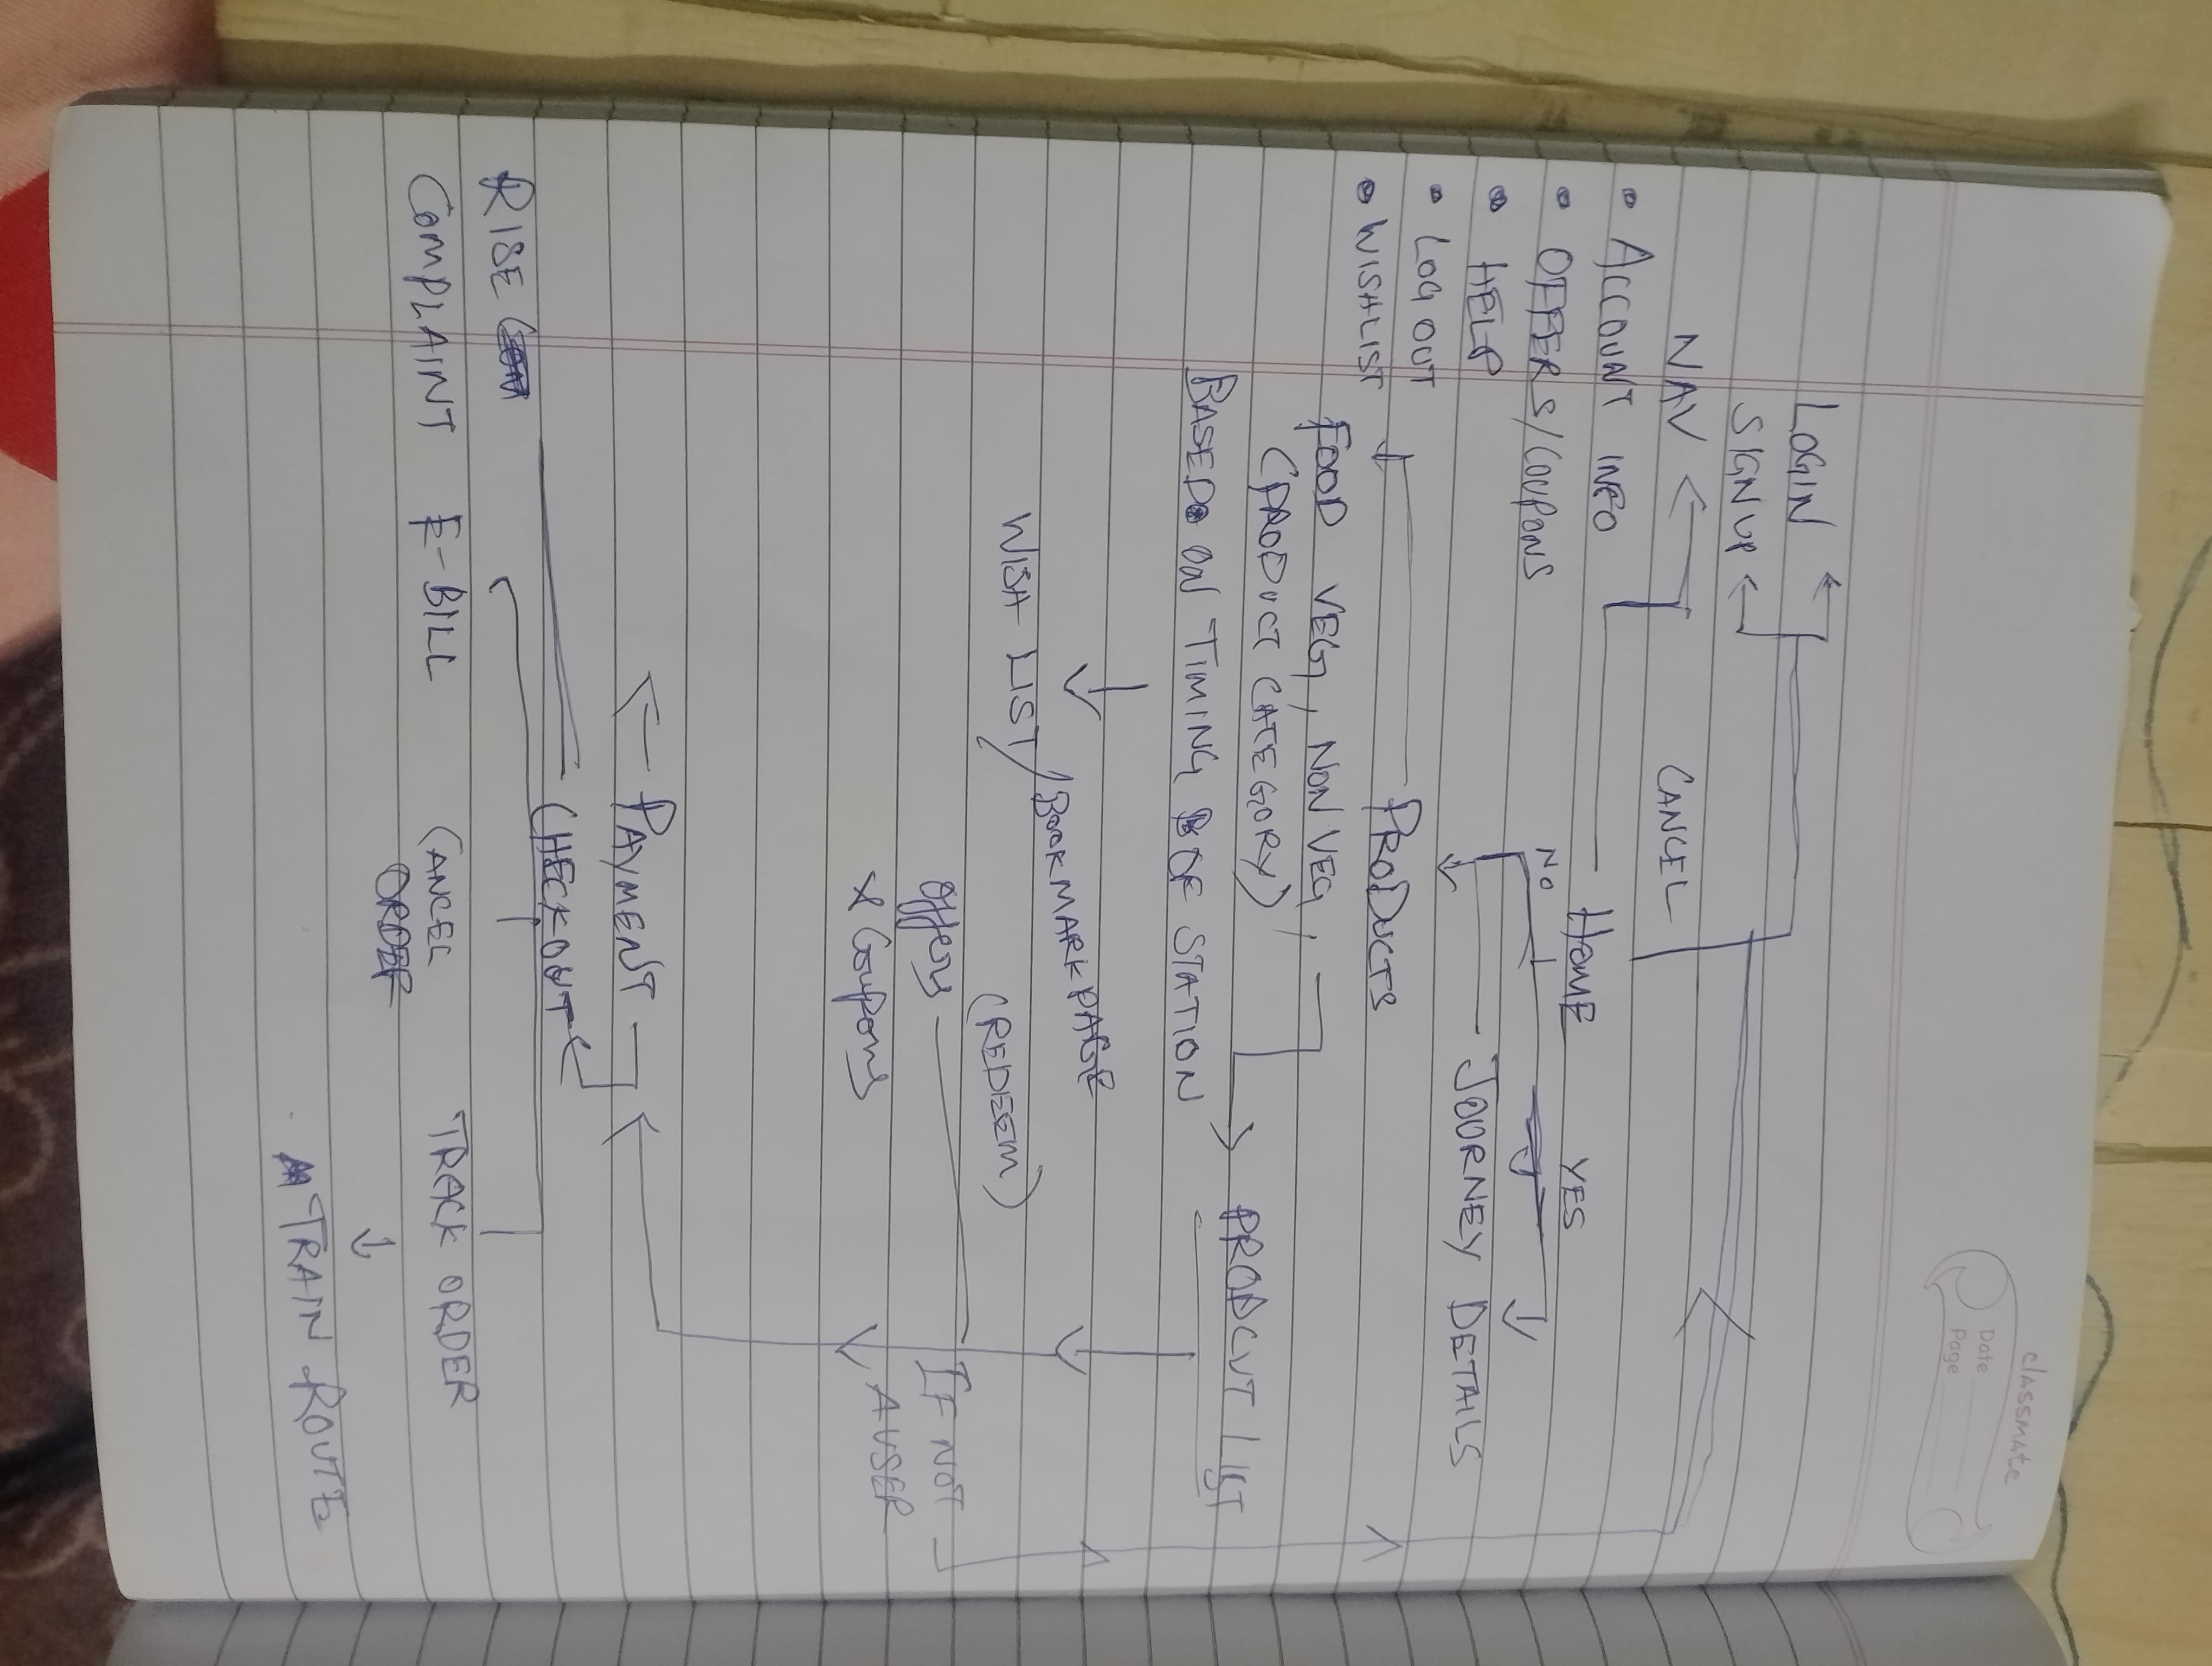 classmate
Date
Page
LOGIN
SIGN UP
NAV
CANCEL
• ACCOUNT INFO
HOME
YES
NO
• OFFERS/COUPONS
• HELP
JOURNEY DETAILS
• LOG OUT
PRODUCTS
• WISHLIST
FOOD VEG, NON VEG,
(PRODUCT CATEGORY)
PRODCUT LIST
BASED ON TIMING OF STATION
WISH LIST/BOOKMARK PAGE
(REDEEM)
offers
IF NOT
A USER
& Coupons
PAYMENT
CHECKOUT
RISE
COMPLAINT
E-BILL
CANCEL
ORDER
TRACK ORDER
TRAIN ROUTE